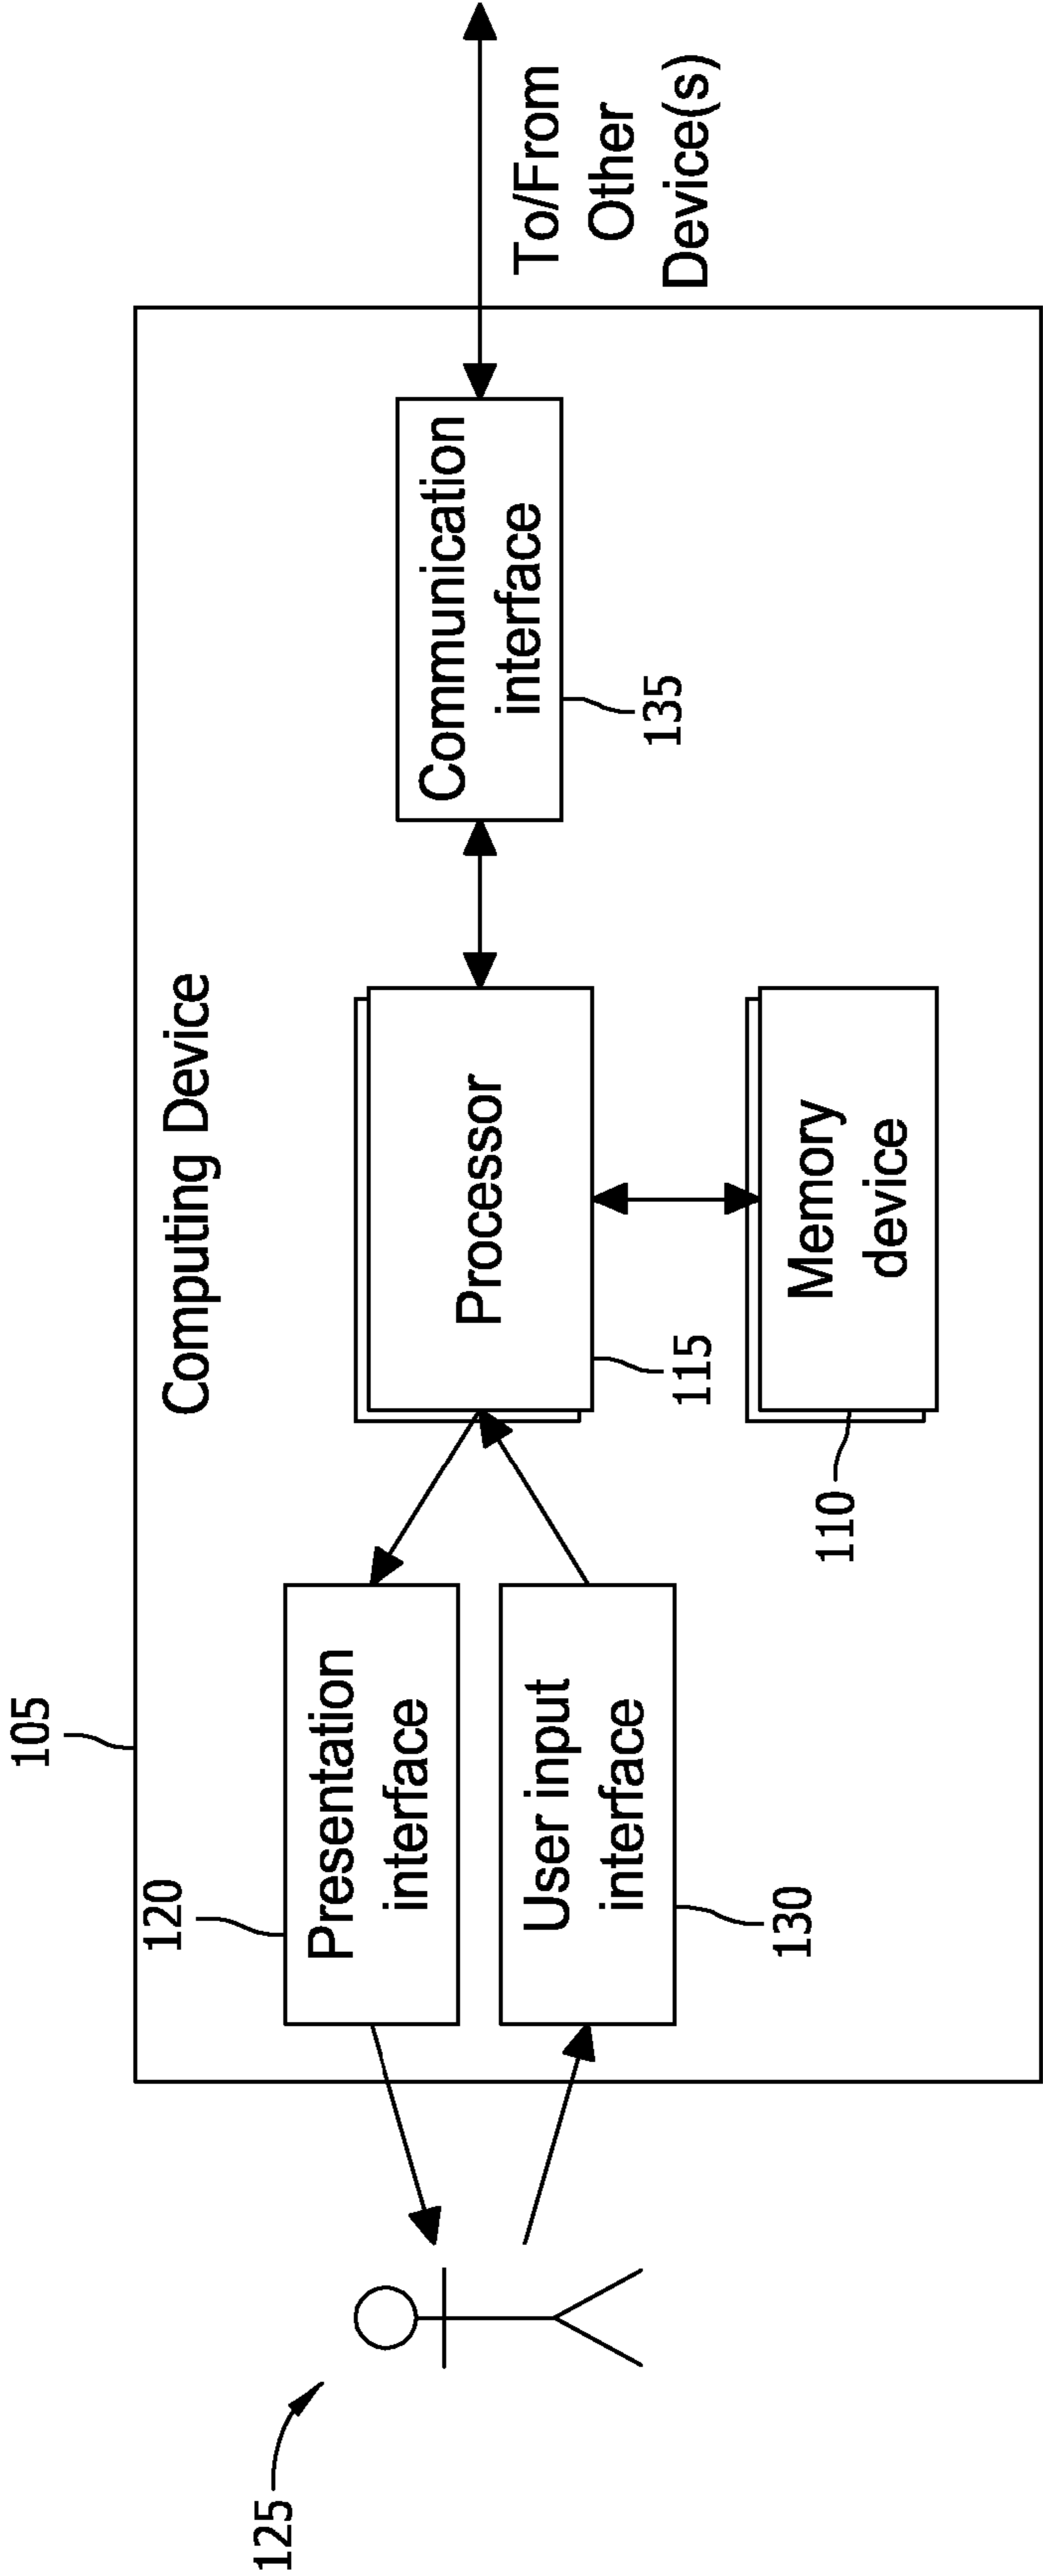 105
Computing Device
120
Presentation
interface
User input
interface
130
125
Processor
115
Memory
device
110
Communication
interface
135
To/From
Other
Device(s)